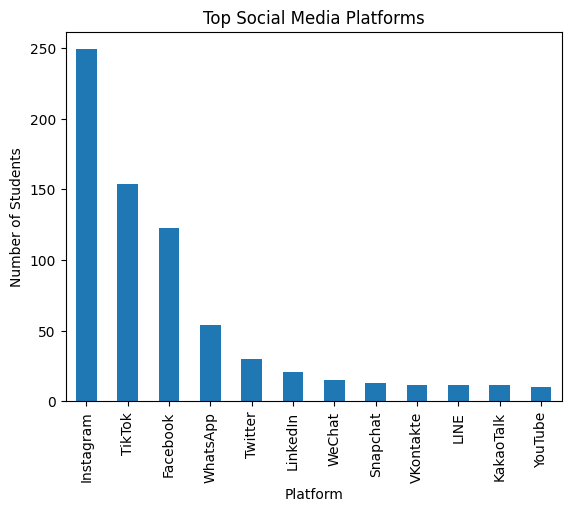 Top Social Media Platforms
Number of Students
250
200
150
100
50
0
Instagram
TikTok
Facebook
WhatsApp
Twitter
LinkedIn
WeChat
Snapchat
VKontakte
LINE
KakaoTalk
YouTube
Platform